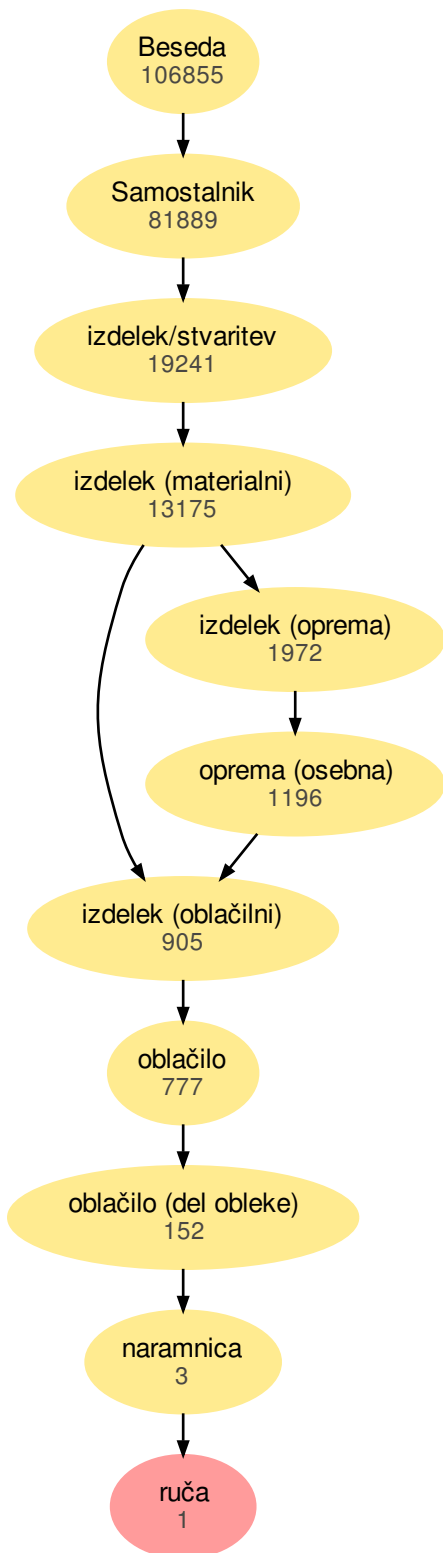 Beseda
106855
Samostalnik
81889
izdelek/stvaritev
19241
izdelek (materialni)
13175
izdelek (oprema)
1972
oprema (osebna)
1196
izdelek (oblačilni)
905
oblačilo
777
oblačilo (del obleke)
152
naramnica
3
ruča
1